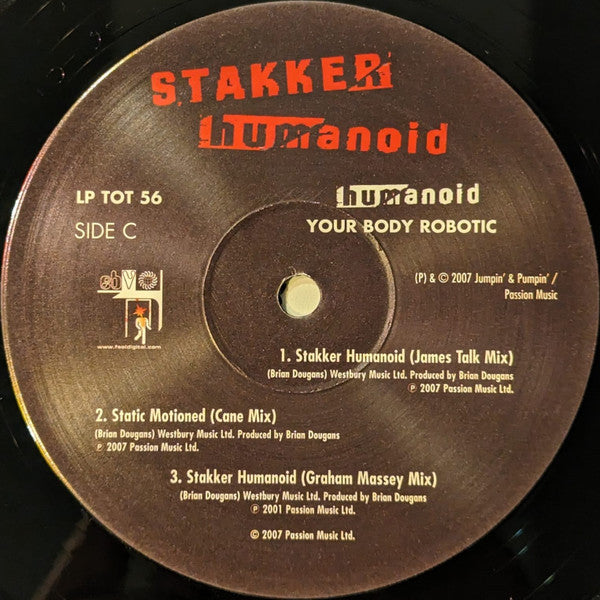 STAKKER
humanoid
LP TOT 56
SIDE C
humanoid
YOUR BODY ROBOTIC
(P) & © 2007 Jumpin' & Pumpin' /
Passion Music
www.fsoldigital.com
1. Stakker Humanoid (James Talk Mix)
(Brian Dougans) Westbury Music Ltd. Produced by Brian Dougans
℗ 2007 Passion Music Ltd.
2. Static Motioned (Cane Mix)
(Brian Dougans) Westbury Music Ltd. Produced by Brian Dougans
℗ 2007 Passion Music Ltd.
3. Stakker Humanoid (Graham Massey Mix)
(Brian Dougans) Westbury Music Ltd. Produced by Brian Dougans
℗ 2001 Passion Music Ltd.
© 2007 Passion Music Ltd.